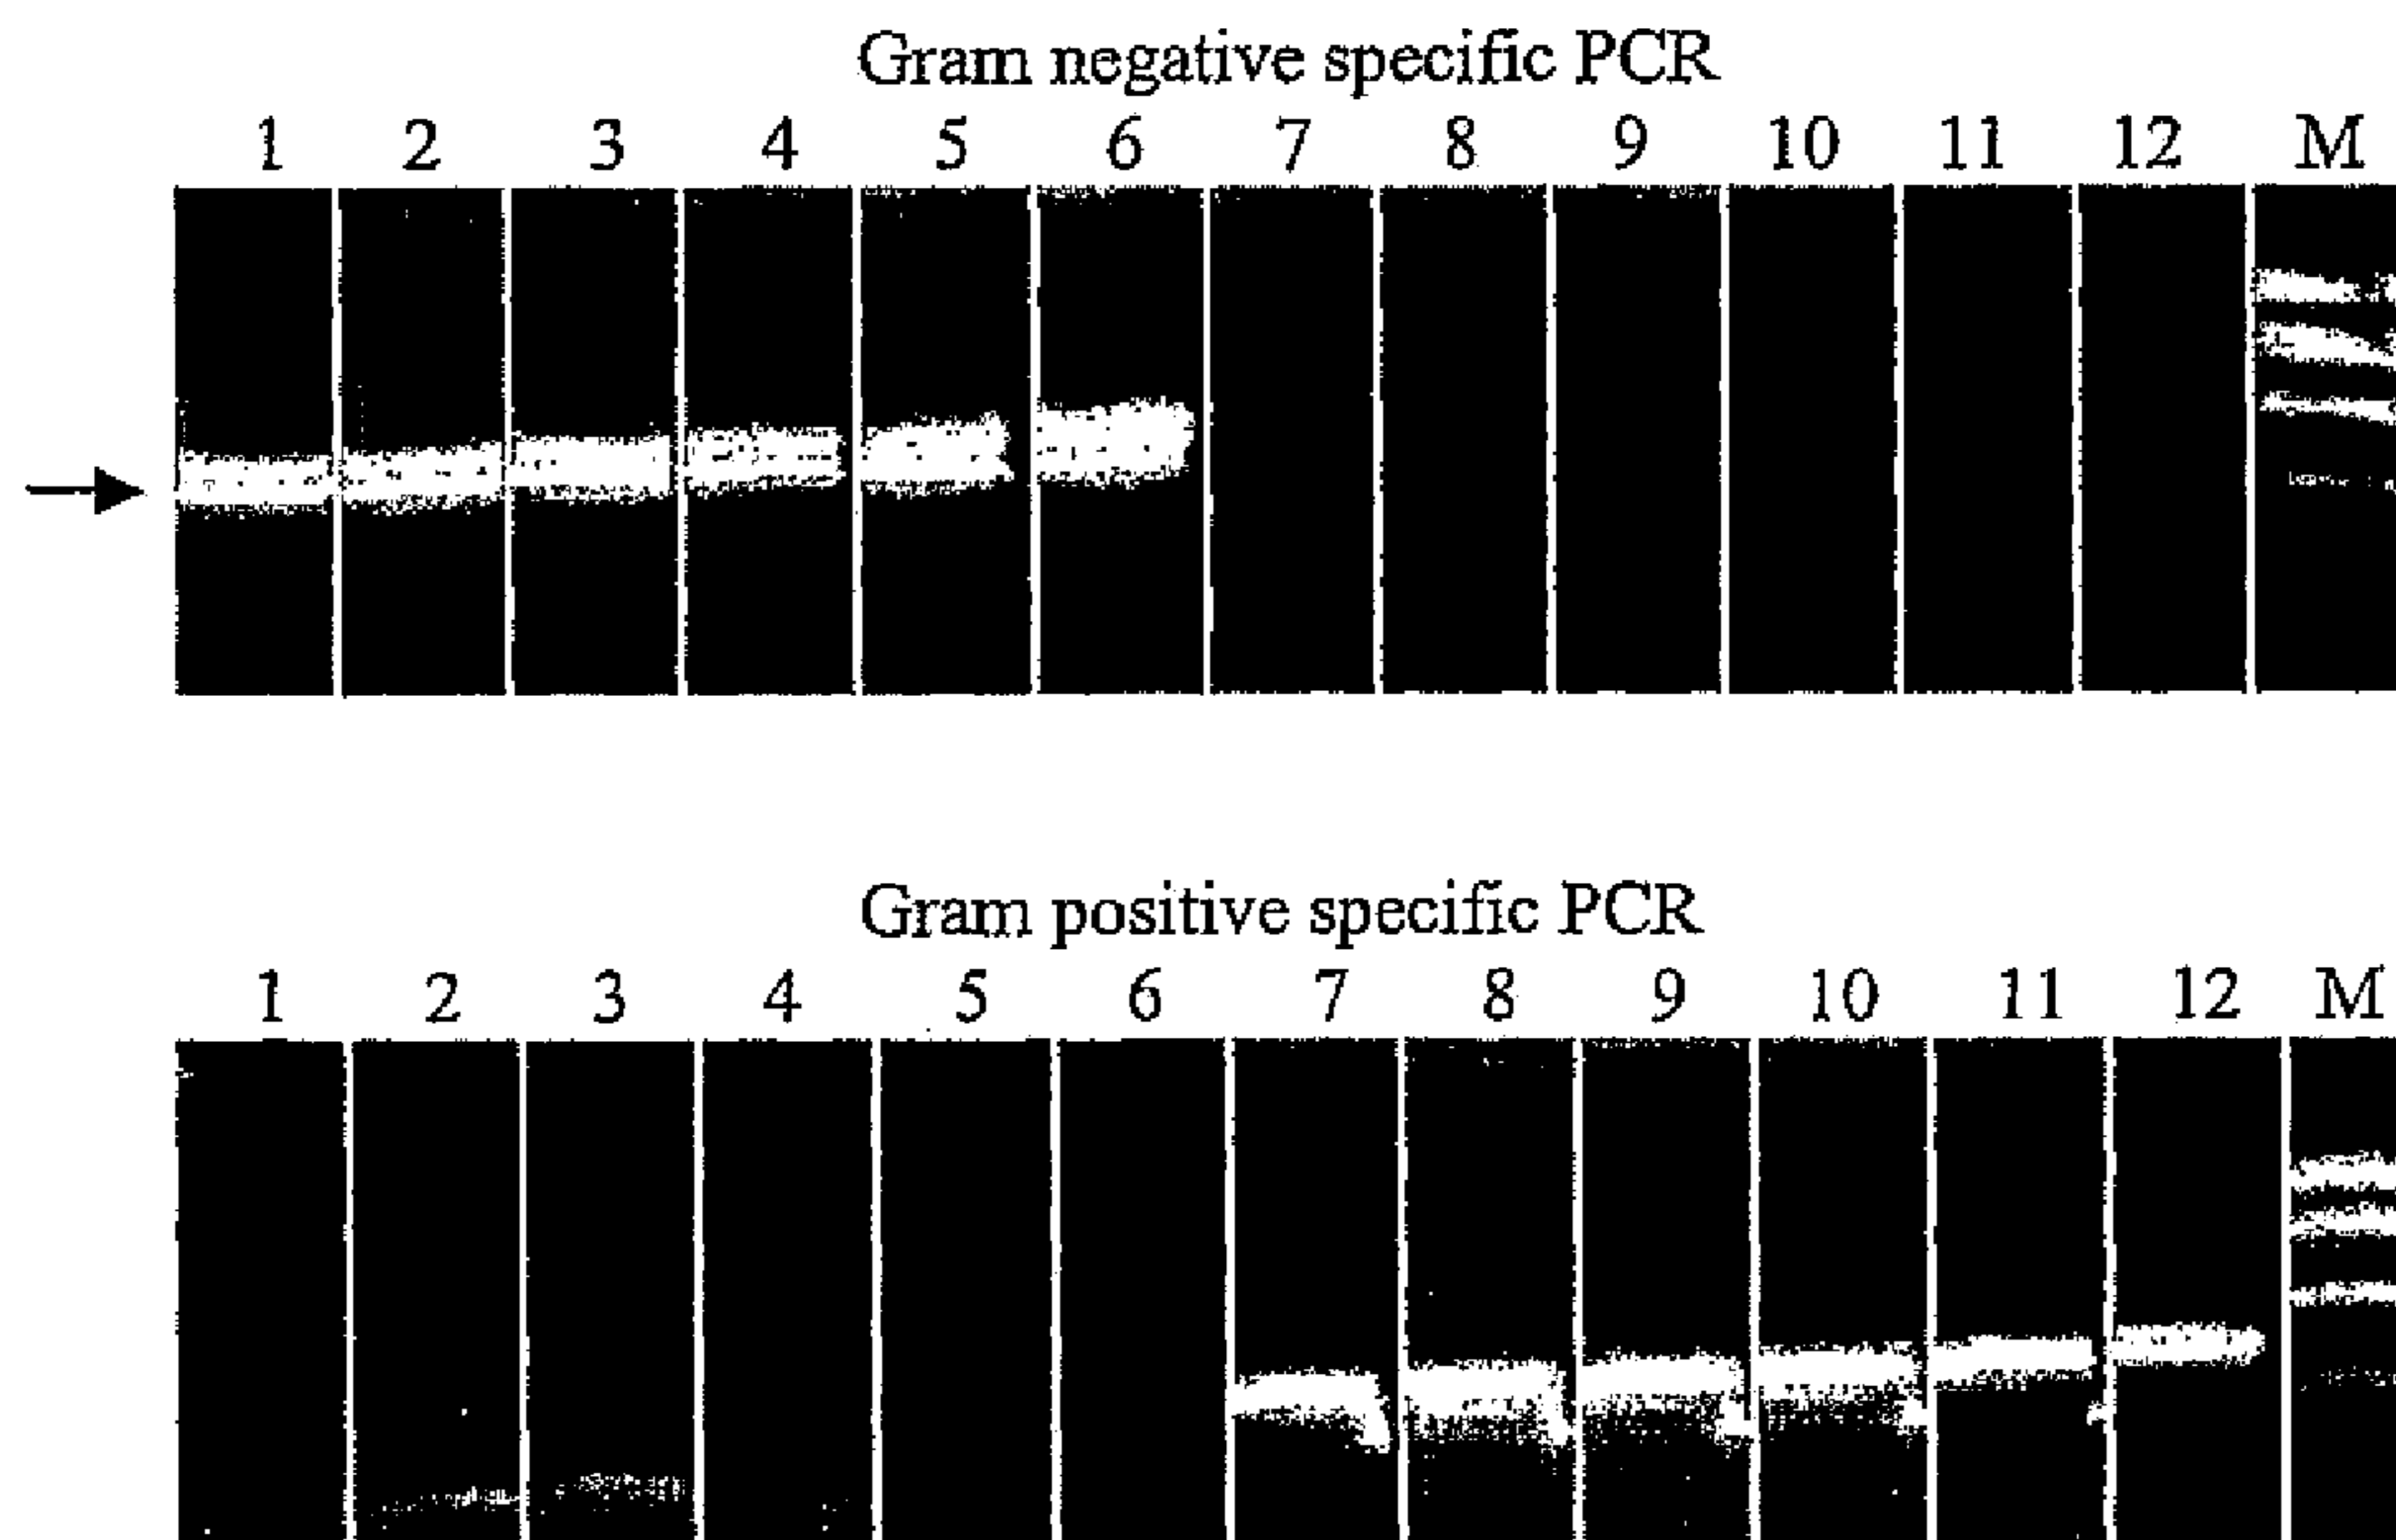 Gram negative specific PCR
1 2 3 4 5 6 7 8 9 10 11 12 M
Gram positive specific PCR
1 2 3 4 5 6 7 8 9 10 11 12 M